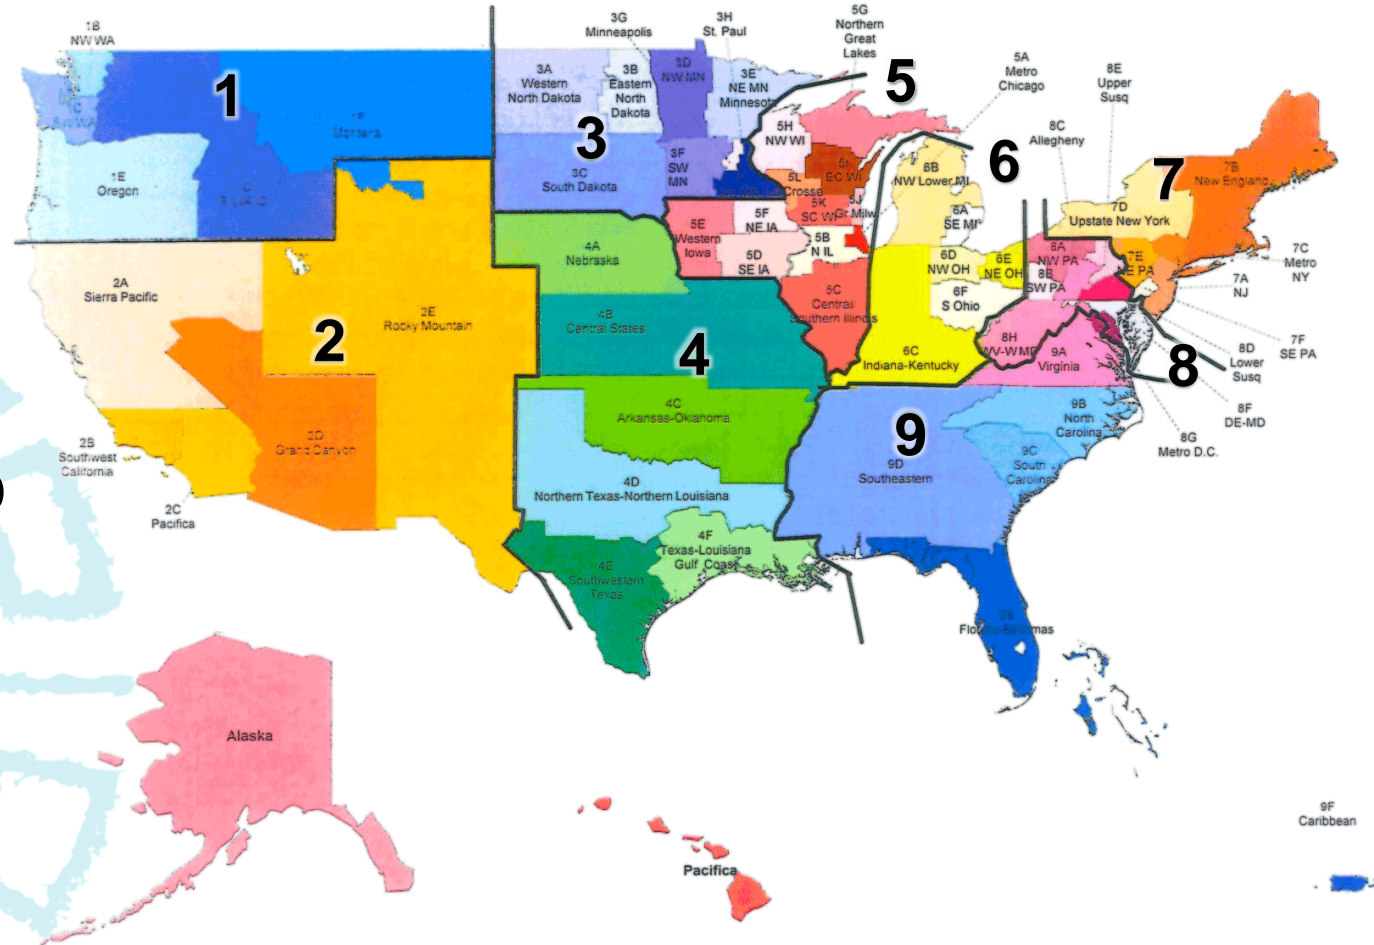 1B
NW WA
1
1F
Montana
1E
Oregon
2A
Sierra Pacific
2
2E
Rocky Mountain
2B
Southwest
California
2C
Pacifica
2D
Grand Canyon
3G
Minneapolis
3H
St. Paul
3A
Western
North Dakota
3B
Eastern
North
Dakota
3D
NW MN
3E
NE MN
Minnesota
3
3C
South Dakota
3F
SW
MN
4A
Nebraska
4B
Central States
4
4C
Arkansas-Oklahoma
4D
Northern Texas-Northern Louisiana
4E
Southwestern
Texas
4F
Texas-Louisiana
Gulf Coast
5G
Northern
Great
Lakes
5
5A
Metro
Chicago
5H
NW WI
5I
EC WI
5L
Crosse
5K
SC WI
5J
Gr Milw
5E
Western
Iowa
5F
NE IA
5D
SE IA
5B
N IL
5C
Central/
Southern Illinois
6
6B
NW Lower MI
6A
SE MI
6D
NW OH
6E
NE OH
6F
S Ohio
6C
Indiana-Kentucky
8E
Upper
Susq
8C
Allegheny
7
7B
New England
7D
Upstate New York
7E
NE PA
7C
Metro
NY
7A
NJ
7F
SE PA
8A
NW PA
8B
SW PA
8H
WV-W MD
8
8D
Lower
Susq
8F
DE-MD
8G
Metro D.C.
9A
Virginia
9
9B
North
Carolina
9C
South
Carolina
9D
Southeastern
Florida-Bahamas
9F
Caribbean
Alaska
Pacifica